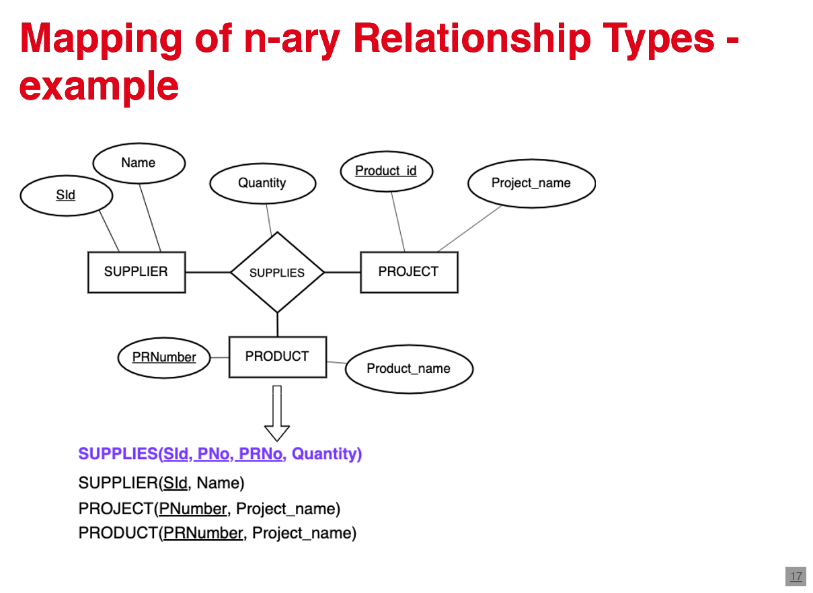 Mapping of n-ary Relationship Types -
example
Name
SId
Quantity
Product_id
Project_name
SUPPLIER
SUPPLIES
PROJECT
PRNumber
PRODUCT
Product_name
SUPPLIES(SId, PNo, PRNo, Quantity)
SUPPLIER(SId, Name)
PROJECT(PNumber, Project_name)
PRODUCT(PRNumber, Project_name)
17